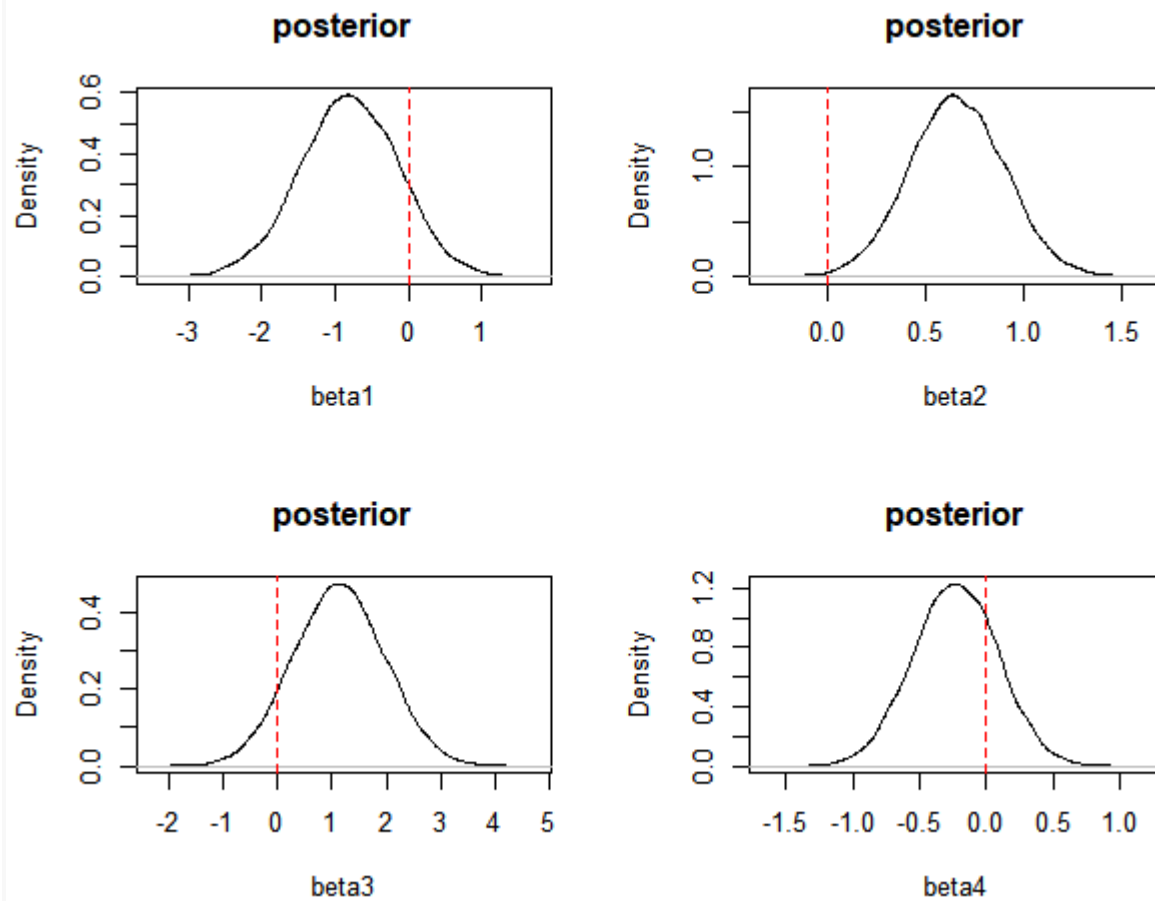 posterior
Density
0.0 0.2 0.4 0.6
-3 -2 -1 0 1
beta1
posterior
Density
0.0 1.0
0.0 0.5 1.0 1.5
beta2
posterior
Density
0.0 0.2 0.4
-2 -1 0 1 2 3 4 5
beta3
posterior
Density
0.0 0.4 0.8 1.2
-1.5 -1.0 -0.5 0.0 0.5 1.0
beta4